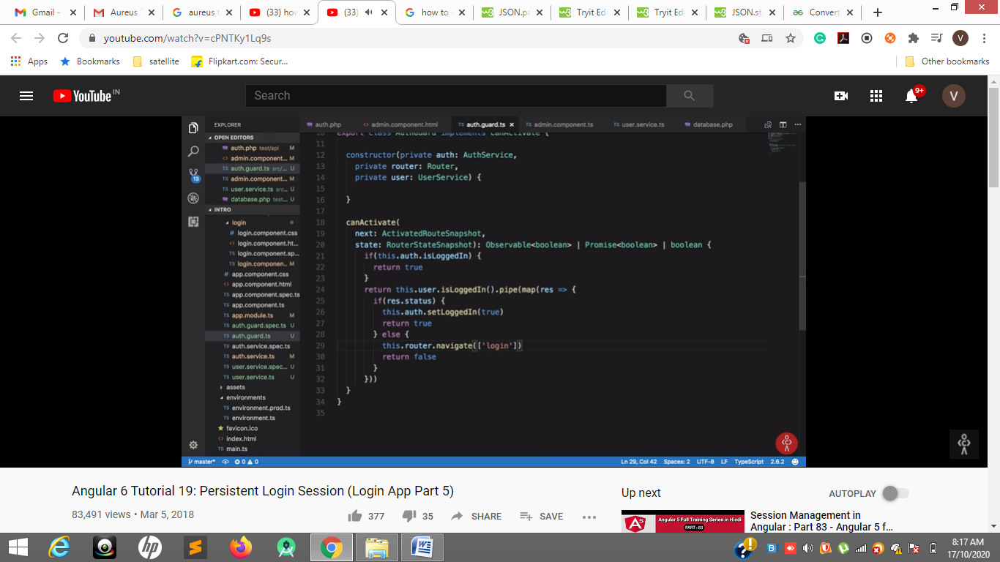 Gmail -
Aureus
aureus t
(33) hov
(33)
how to
JSON.pa
Tryit Edi
Tryit Edi
JSON.st
Convert
youtube.com/watch?v=cPNTKy1Lq9s
V
Apps
Bookmarks
satellite
Flipkart.com: Secur...
Other bookmarks
YouTube IN
Search
9+
V
EXPLORER
OPEN EDITORS
auth.php test/api M
admin.component... M
auth.guard.ts src/... U
admin.component... M
user.service.ts src... U
database.php test... U
13
INTRO
login
login.component.css
login.component.ht...
login.component.sp...
login.componen... M
app.component.css
app.component.html
app.component.spec.ts
app.component.ts
app.module.ts M
auth.guard.spec.ts U
auth.guard.ts U
auth.service.spec.ts
auth.service.ts M
user.service.spec... U
user.service.ts U
assets
environments
environment.prod.ts
environment.ts
favicon.ico
index.html
main.ts
auth.php
admin.component.html
auth.guard.ts
admin.component.ts
user.service.ts
database.php
10 export class AuthGuard implements CanActivate {
11
12 constructor(private auth: AuthService,
13 private router: Router,
14 private user: UserService) {
15
16 }
17
18 canActivate(
19 next: ActivatedRouteSnapshot,
20 state: RouterStateSnapshot): Observable<boolean> | Promise<boolean> | boolean {
21 if(this.auth.isLoggedIn) {
22 return true
23 }
24 return this.user.isLoggedIn().pipe(map(res => {
25 if(res.status) {
26 this.auth.setLoggedIn(true)
27 return true
28 } else {
29 this.router.navigate(['login'])
30 return false
31 }
32 }))
33 }
34 }
35
master*
0
0
Ln 29, Col 42
Spaces: 2
UTF-8
LF
TypeScript
2.6.2
Angular 6 Tutorial 19: Persistent Login Session (Login App Part 5)
83,491 views • Mar 5, 2018
377
35
SHARE
SAVE
Up next
AUTOPLAY
Angular 5 Full Training Series in Hindi
PART : 83
Session Management in
Angular : Part 83 - Angular 5 f...
8:17 AM
17/10/2020